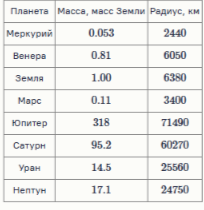 Планета Масса, масс Земли Радиус, км
Меркурий 0.053 2440
Венера 0.81 6050
Земля 1.00 6380
Марс 0.11 3400
Юпитер 318 71490
Сатурн 95.2 60270
Уран 14.5 25560
Нептун 17.1 24750